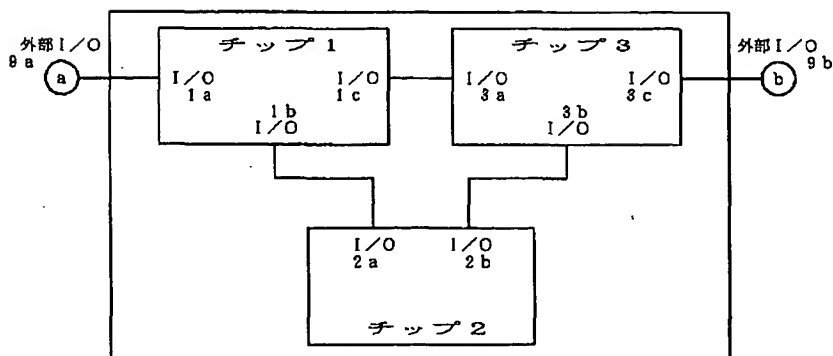 外部I/O
9a
a
チップ1
I/O
1a
I/O
1c
1b
I/O
チップ3
I/O
3a
I/O
3c
3b
I/O
外部I/O
9b
b
I/O
2a
I/O
2b
チップ2